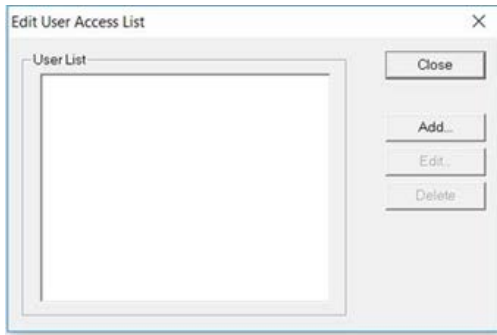 Edit User Access List
User List
Close
Add...
Edit...
Delete